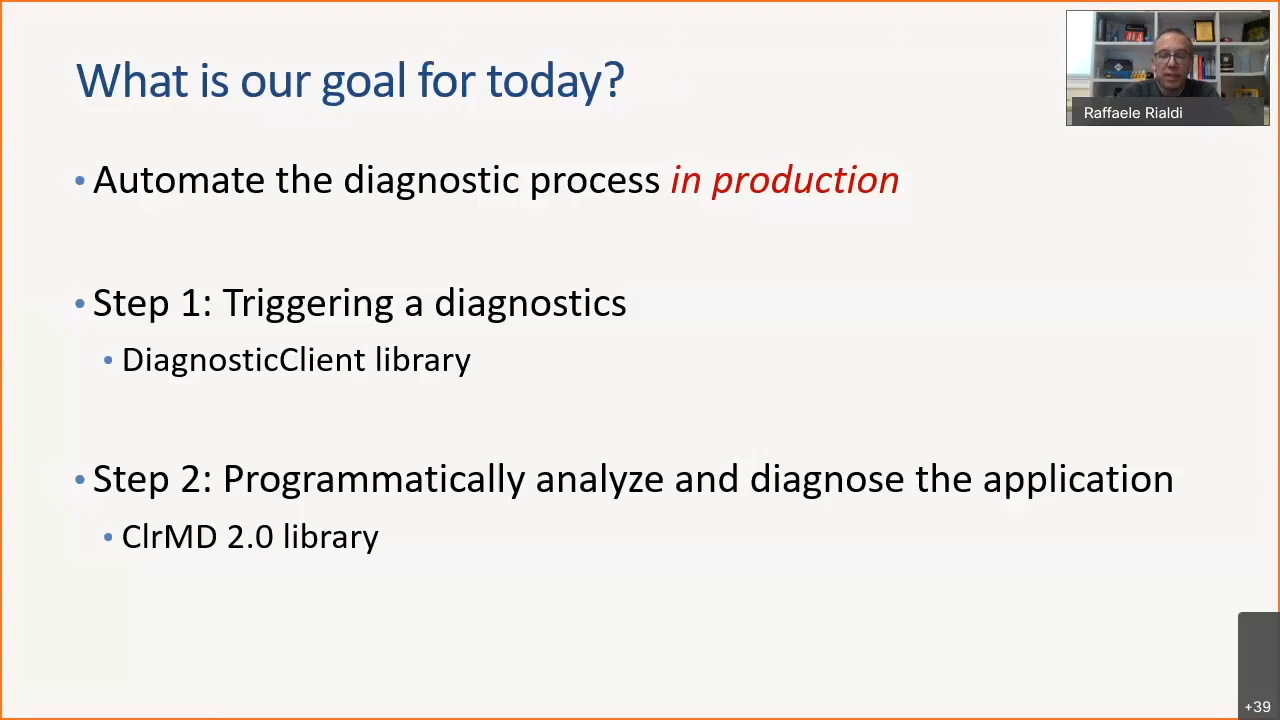 What is our goal for today?
Raffaele Rialdi
• Automate the diagnostic process in production
• Step 1: Triggering a diagnostics
• DiagnosticClient library
• Step 2: Programmatically analyze and diagnose the application
• ClrMD 2.0 library
+39